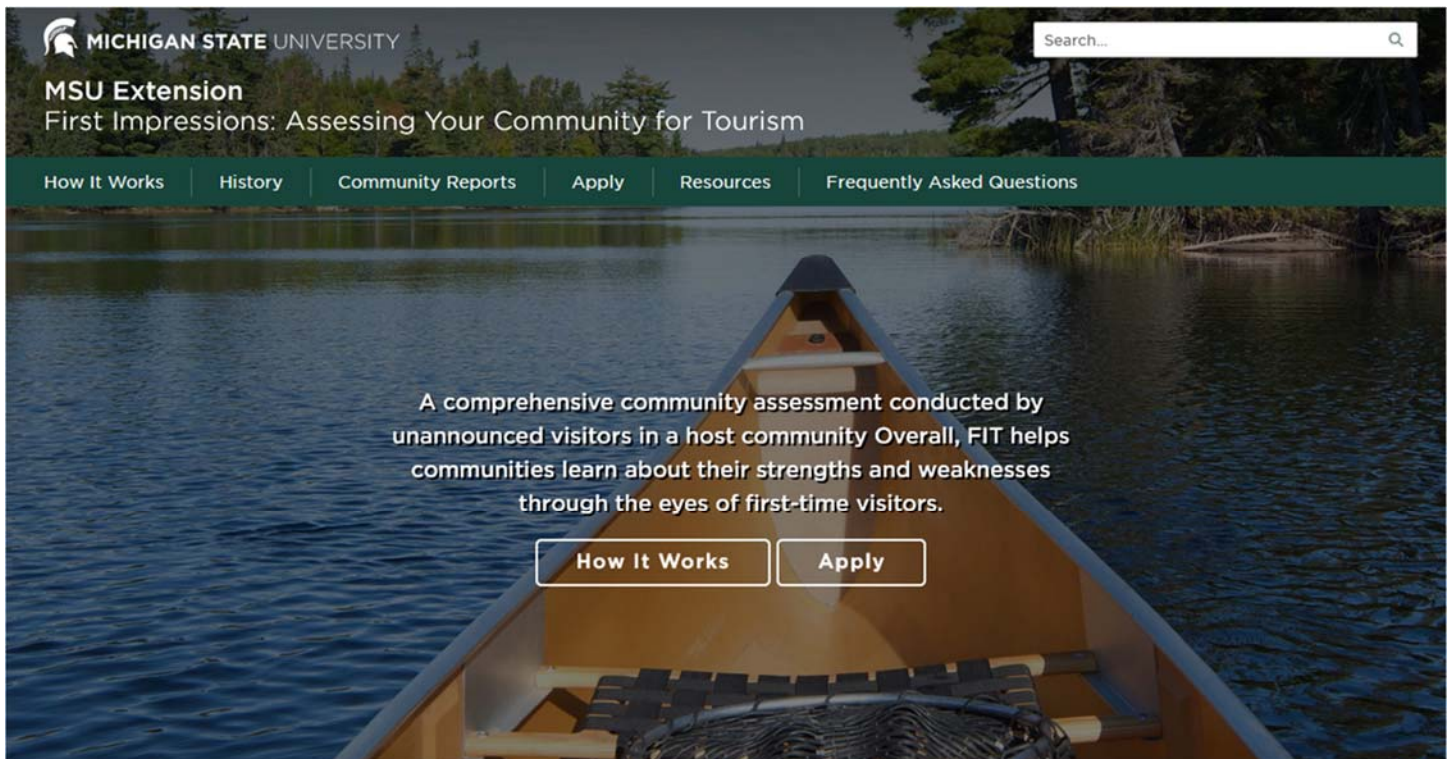 MICHIGAN STATE UNIVERSITY
Search...
MSU Extension
First Impressions: Assessing Your Community for Tourism
How It Works
History
Community Reports
Apply
Resources
Frequently Asked Questions
A comprehensive community assessment conducted by
unannounced visitors in a host community Overall, FIT helps
communities learn about their strengths and weaknesses
through the eyes of first-time visitors.
How It Works
Apply